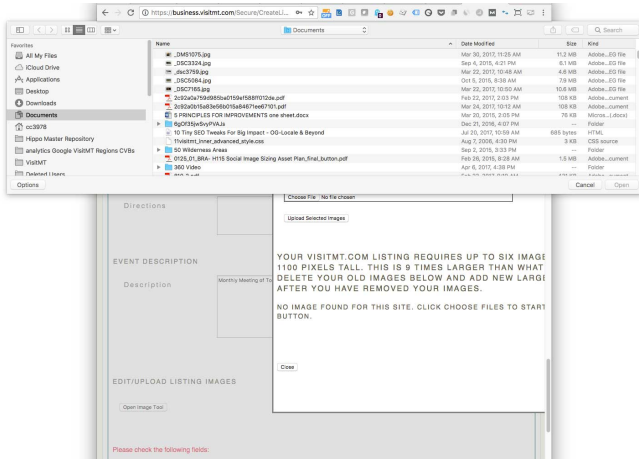 https://business.visitmt.com/Secure/CreateLi...
Documents
Search
Favorites
All My Files
iCloud Drive
Applications
Desktop
Downloads
Documents
cc3978
Hippo Master Repository
analytics Google VisitMT Regions CVBs
VisitMT
Deleted Users
Name Date Modified Size Kind
_DMS1075.jpg Mar 30, 2017, 11:25 AM 11.2 MB Adobe...EG file
_DSC3324.jpg Sep 4, 2015, 4:21 PM 6.1 MB Adobe...EG file
_dsc3759.jpg Mar 22, 2017, 10:48 AM 4.6 MB Adobe...EG file
_DSC5084.jpg Oct 5, 2015, 8:38 AM 7.9 MB Adobe...EG file
_DSC7165.jpg Mar 22, 2017, 10:50 AM 10.6 MB Adobe...EG file
2c92a0a759d985ba0159ef588ff012de.pdf Feb 22, 2017, 2:03 PM 108 KB Adobe...cument
2c92a0b15a83e56b015a84671ee67101.pdf Mar 24, 2017, 10:12 AM 108 KB Adobe...cument
5 PRINCIPLES FOR IMPROVEMENTS one sheet.docx Mar 20, 2015, 2:05 PM 76 KB Micros...(.docx)
Dec 21, 2016, 4:07 PM -- Folder
10 Tiny SEO Tweaks For Big Impact - OG-Locale & Beyond Jul 20, 2017, 10:59 AM 685 bytes HTML
11visitmt_inner_advanced_style.css Aug 7, 2006, 4:30 PM 3 KB CSS source
50 Wilderness Areas Sep 2, 2015, 3:33 PM -- Folder
0125_01_BRA- H115 Social Image Sizing Asset Plan_final_button.pdf Feb 26, 2015, 8:28 AM 1.5 MB Adobe...cument
360 Video Apr 6, 2017, 4:38 PM -- Folder
Options Cancel Open
Directions
Choose File No file chosen
Upload Selected Images
EVENT DESCRIPTION
Description
Monthly Meeting of To
YOUR VISITMT.COM LISTING REQUIRES UP TO SIX IMAGE
1100 PIXELS TALL. THIS IS 9 TIMES LARGER THAN WHAT
DELETE YOUR OLD IMAGES BELOW AND ADD NEW LARGE
AFTER YOU HAVE REMOVED YOUR IMAGES.
NO IMAGE FOUND FOR THIS SITE. CLICK CHOOSE FILES TO START
BUTTON.
Close
EDIT/UPLOAD LISTING IMAGES
Open Image Tool
Please check the following fields: